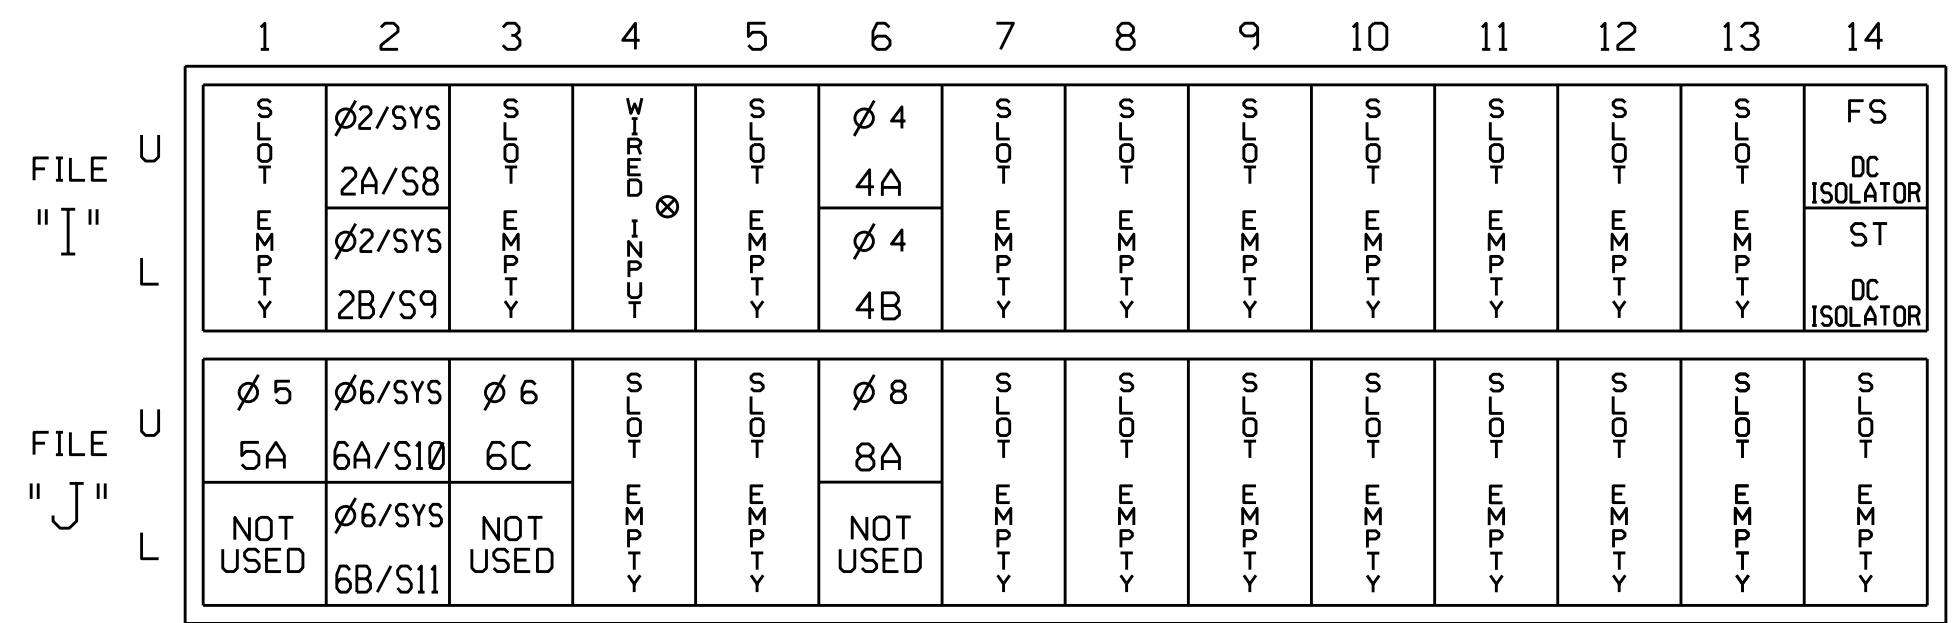 1 2 3 4 5 6 7 8 9 10 11 12 13 14
FILE "I"
U
L
SLOT EMPTY
Ø2/SYS
2A/S8
Ø2/SYS
2B/S9
SLOT EMPTY
WIRED INPUT
⊗
SLOT EMPTY
Ø 4
4A
Ø 4
4B
SLOT EMPTY
SLOT EMPTY
SLOT EMPTY
SLOT EMPTY
SLOT EMPTY
SLOT EMPTY
SLOT EMPTY
FS
DC
ISOLATOR
ST
DC
ISOLATOR
FILE "J"
U
L
Ø 5
5A
NOT
USED
Ø6/SYS
6A/S10
Ø6/SYS
6B/S11
Ø 6
6C
NOT
USED
SLOT EMPTY
SLOT EMPTY
Ø 8
8A
NOT
USED
SLOT EMPTY
SLOT EMPTY
SLOT EMPTY
SLOT EMPTY
SLOT EMPTY
SLOT EMPTY
SLOT EMPTY
SLOT EMPTY